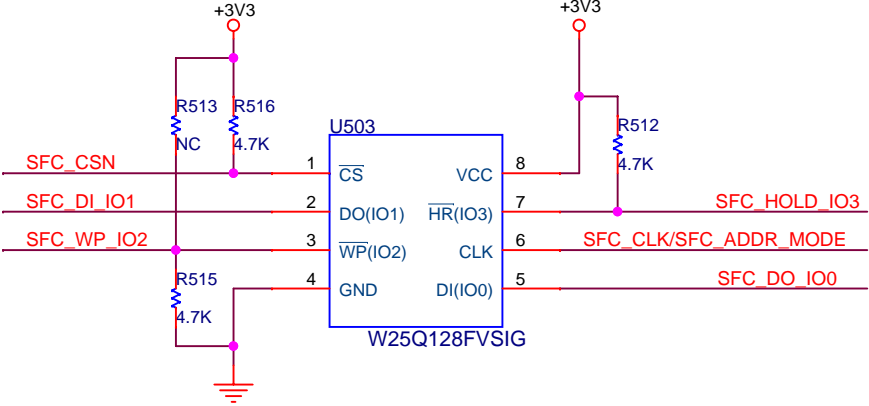 +3V3
+3V3
R513
R516
NC
4.7K
U503
R512
4.7K
SFC_CSN
1
CS
VCC
8
SFC_DI_IO1
2
DO(IO1)
HR(IO3)
7
SFC_HOLD_IO3
SFC_WP_IO2
3
WP(IO2)
CLK
6
SFC_CLK/SFC_ADDR_MODE
R515
4.7K
4
GND
DI(IO0)
5
SFC_DO_IO0
W25Q128FVSIG